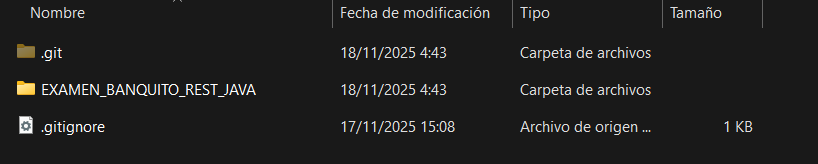 Nombre Fecha de modificación Tipo Tamaño
.git 18/11/2025 4:43 Carpeta de archivos
EXAMEN_BANQUITO_REST_JAVA 18/11/2025 4:43 Carpeta de archivos
.gitignore 17/11/2025 15:08 Archivo de origen ... 1 KB